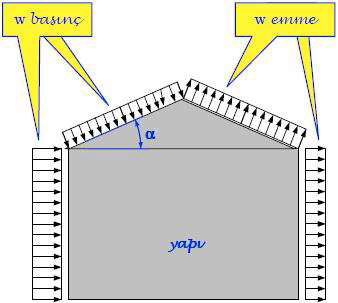 w basınç
w emme
α
yapı